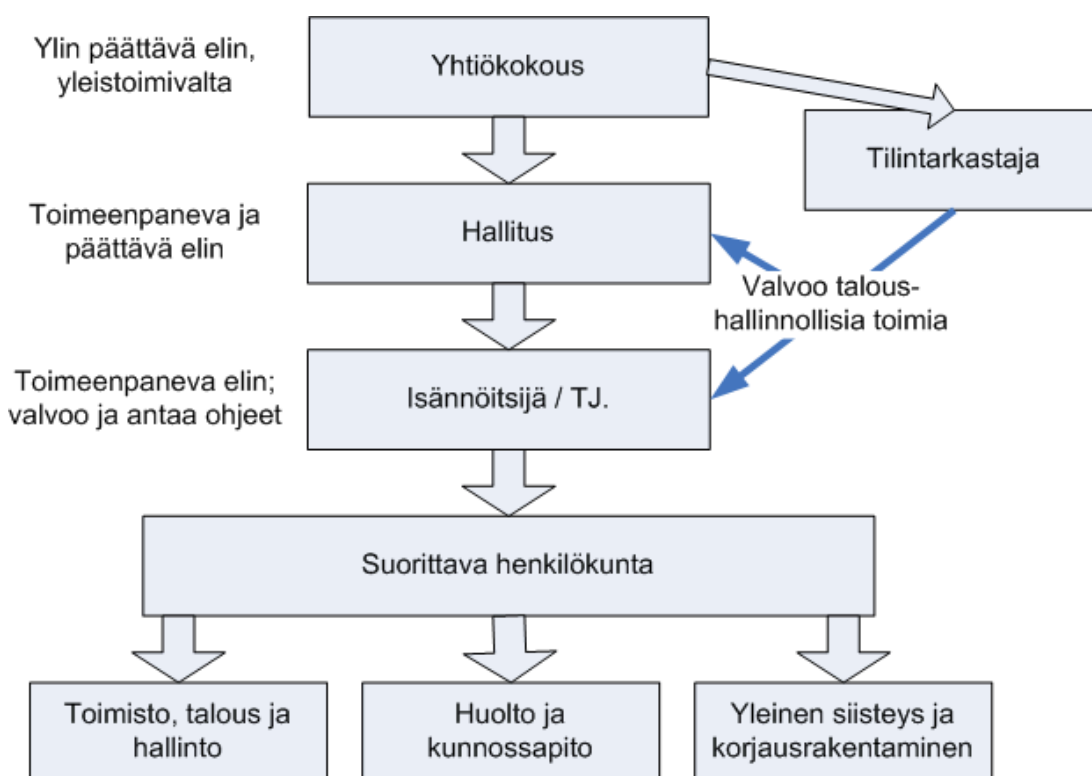 Ylin päättävä elin,
yleistoimivalta
Yhtiökokous
Tilintarkastaja
Toimeenpaneva ja
päättävä elin
Hallitus
Valvoo talous-
hallinnollisia toimia
Toimeenpaneva elin;
valvoo ja antaa ohjeet
Isännöitsijä / TJ.
Suorittava henkilökunta
Toimisto, talous ja
hallinto
Huolto ja
kunnossapito
Yleinen siisteys ja
korjausrakentaminen